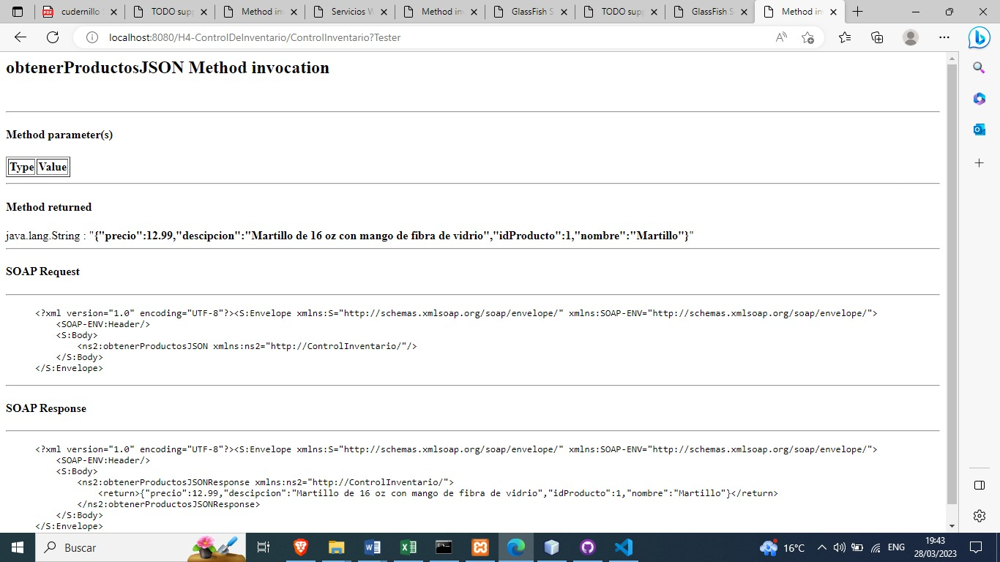 cudernillo
TODO supp
Method inv
Servicios W
Method inv
GlassFish S
TODO supp
GlassFish S
Method in
localhost:8080/H4-ControlDeInventario/ControlInventario?Tester
obtenerProductosJSON Method invocation
Method parameter(s)
Type Value
Method returned
java.lang.String : "{"precio":12.99,"descipcion":"Martillo de 16 oz con mango de fibra de vidrio","idProducto":1,"nombre":"Martillo"}"
SOAP Request
<?xml version="1.0" encoding="UTF-8"?><S:Envelope xmlns:S="http://schemas.xmlsoap.org/soap/envelope/" xmlns:SOAP-ENV="http://schemas.xmlsoap.org/soap/envelope/">
<SOAP-ENV:Header/>
<S:Body>
<ns2:obtenerProductosJSON xmlns:ns2="http://ControlInventario/"/>
</S:Body>
</S:Envelope>
SOAP Response
<?xml version="1.0" encoding="UTF-8"?><S:Envelope xmlns:S="http://schemas.xmlsoap.org/soap/envelope/" xmlns:SOAP-ENV="http://schemas.xmlsoap.org/soap/envelope/">
<SOAP-ENV:Header/>
<S:Body>
<ns2:obtenerProductosJSONResponse xmlns:ns2="http://ControlInventario/">
<return>{"precio":12.99,"descipcion":"Martillo de 16 oz con mango de fibra de vidrio","idProducto":1,"nombre":"Martillo"}</return>
</ns2:obtenerProductosJSONResponse>
</S:Body>
</S:Envelope>
Buscar
16°C
ENG
19:43
28/03/2023